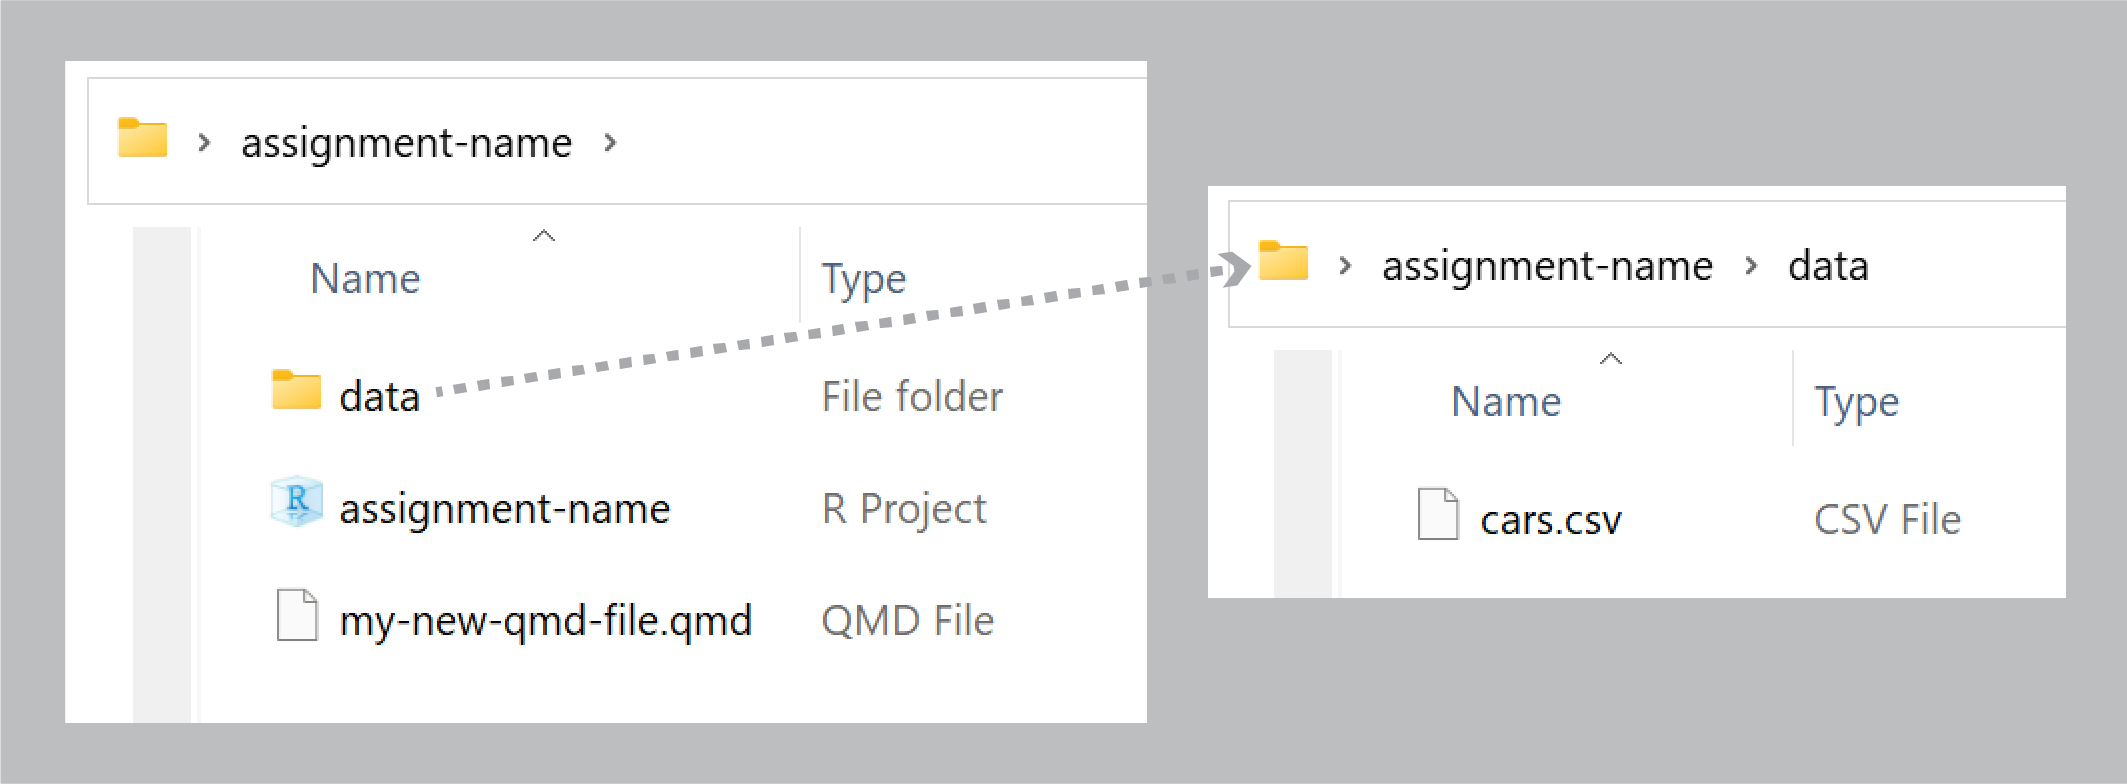 assignment-name
Name Type
data File folder
assignment-name R Project
my-new-qmd-file.qmd QMD File
assignment-name data
Name Type
cars.csv CSV File